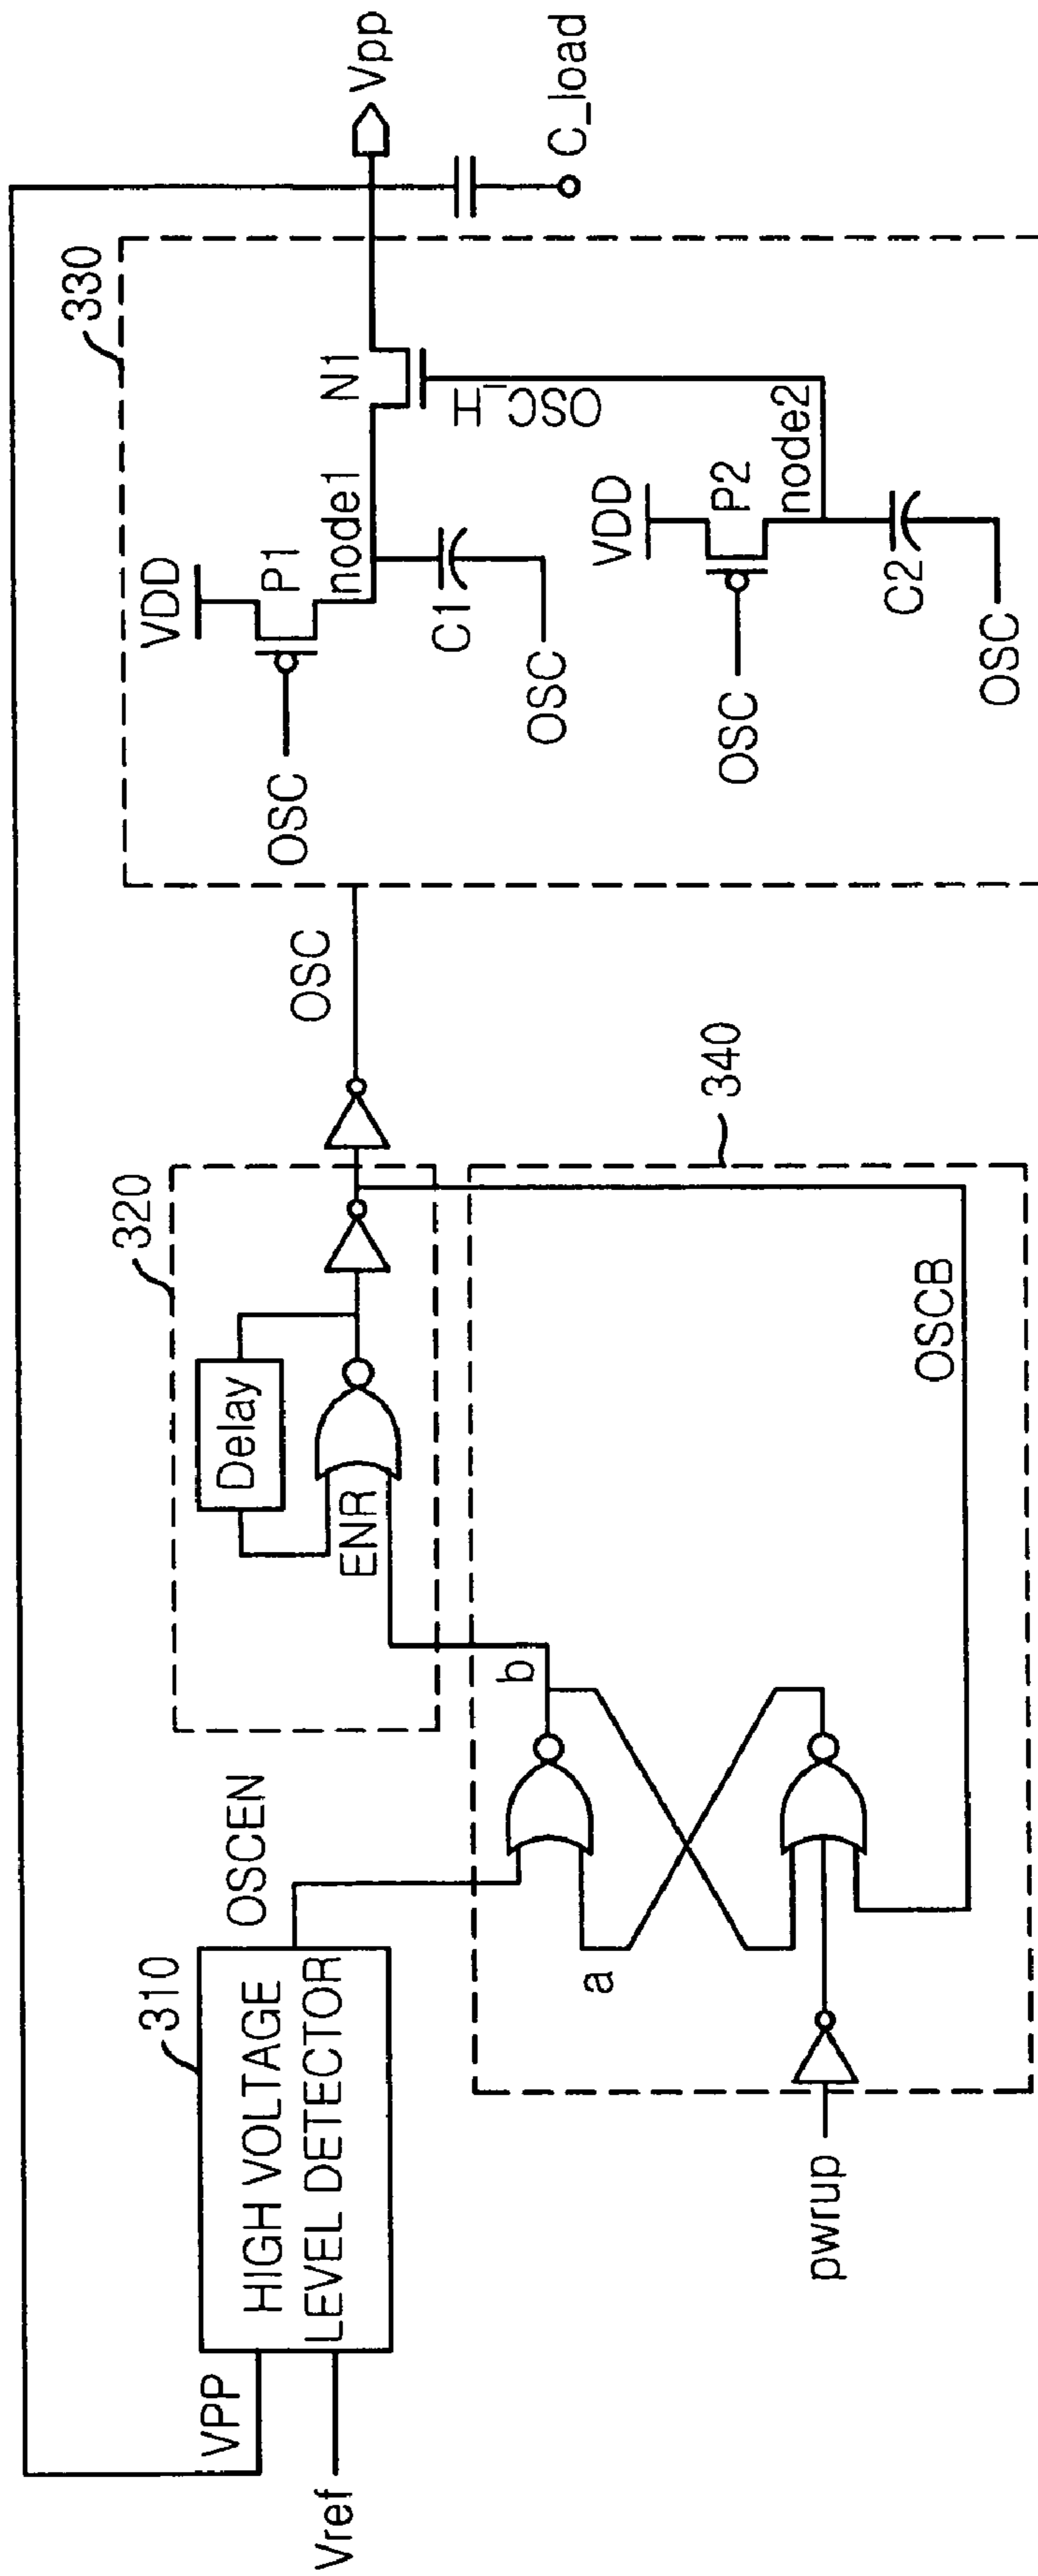 VPP
Vref
310
HIGH VOLTAGE
LEVEL DETECTOR
OSCEN
320
Delay
ENR
OSC
330
VDD
P1
OSC
node1
C1
OSC
N1
OSC_H
VDD
P2
OSC
node2
C2
OSC
Vpp
C_load
340
a
b
pwrup
OSCB